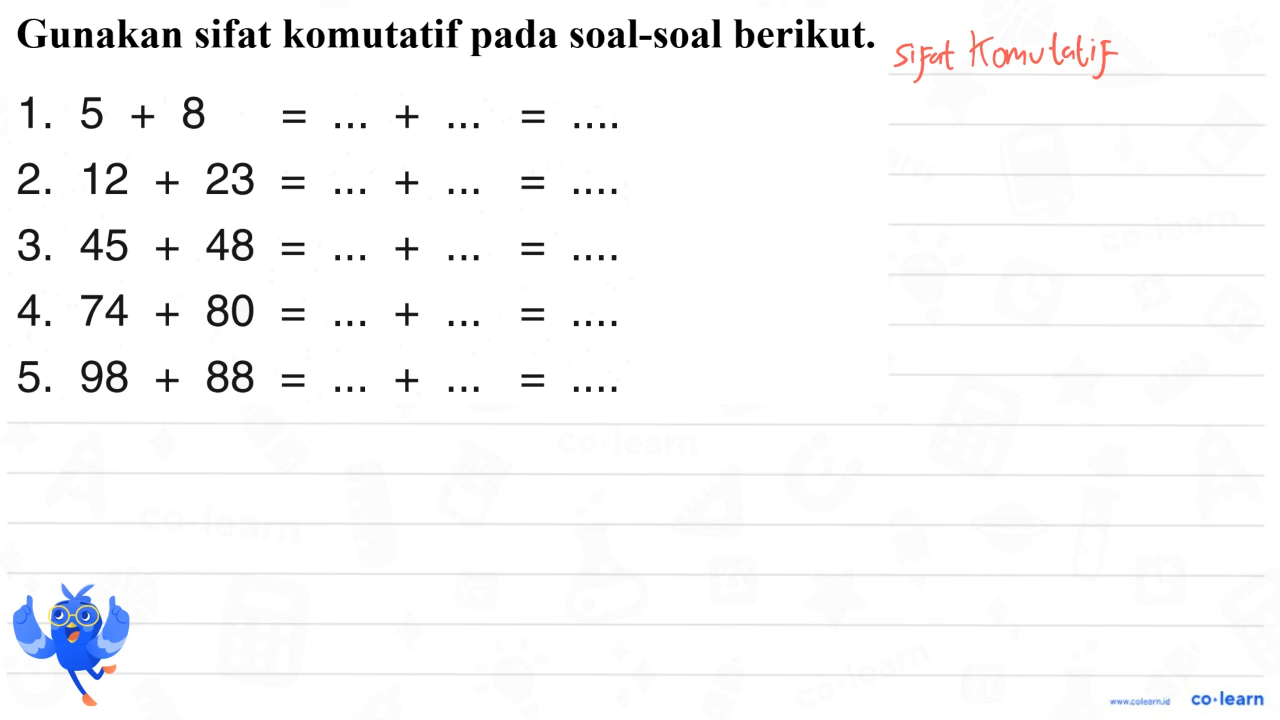 Gunakan sifat komutatif pada soal-soal berikut.
Sifat Komutatif
1. 5 + 8 = ... + ... = ....
2. 12 + 23 = ... + ... = ....
3. 45 + 48 = ... + ... = ....
4. 74 + 80 = ... + ... = ....
5. 98 + 88 = ... + ... = ....
www.colearn.id co·learn